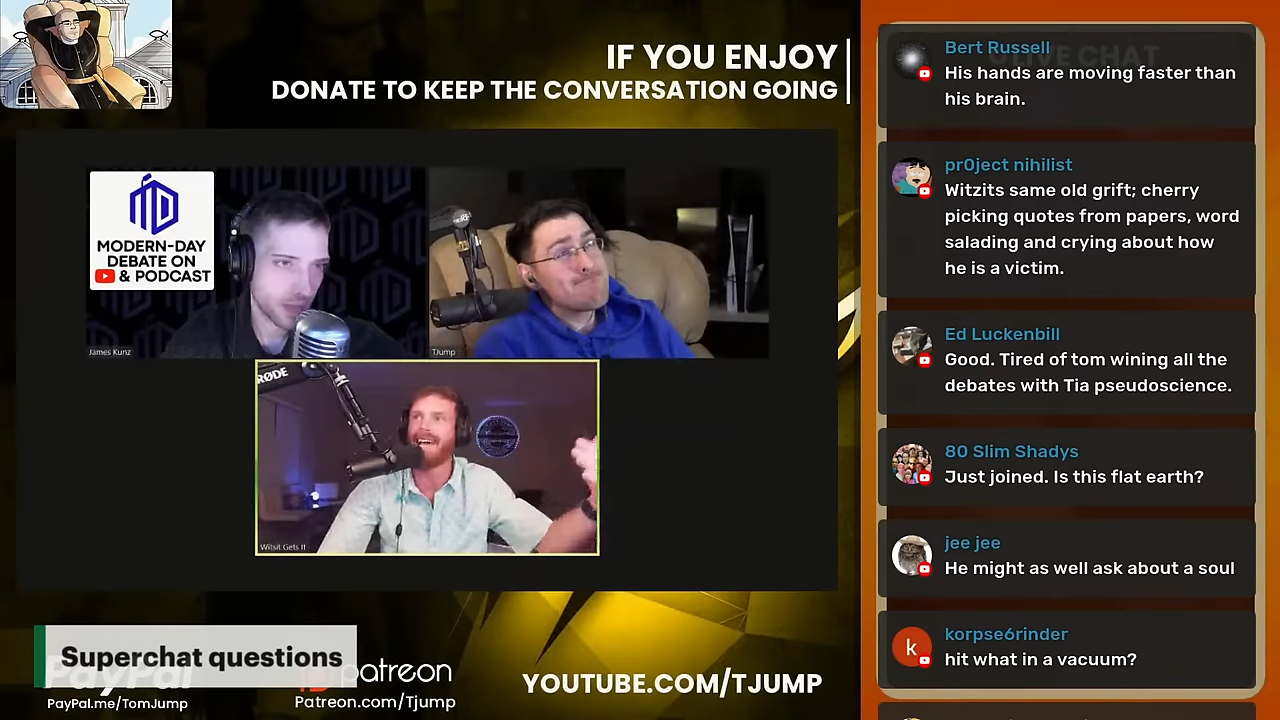 IF YOU ENJOY
DONATE TO KEEP THE CONVERSATION GOING
MODERN-DAY
DEBATE ON
& PODCAST
James Kunz
TJump
RØDE
Witsit Gets It
Superchat questions
PayPal
patreon
PayPal.me/TomJump
Patreon.com/Tjump
YOUTUBE.COM/TJUMP
LIVE CHAT
Bert Russell
His hands are moving faster than
his brain.
pr0ject nihilist
Witzits same old grift; cherry
picking quotes from papers, word
salading and crying about how
he is a victim.
Ed Luckenbill
Good. Tired of tom wining all the
debates with Tia pseudoscience.
80 Slim Shadys
Just joined. Is this flat earth?
jee jee
He might as well ask about a soul
k
korpse6rinder
hit what in a vacuum?